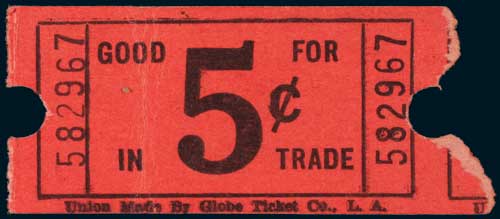 582967
GOOD FOR
5¢
IN TRADE
582967
Union Made By Globe Ticket Co., L. A.
U